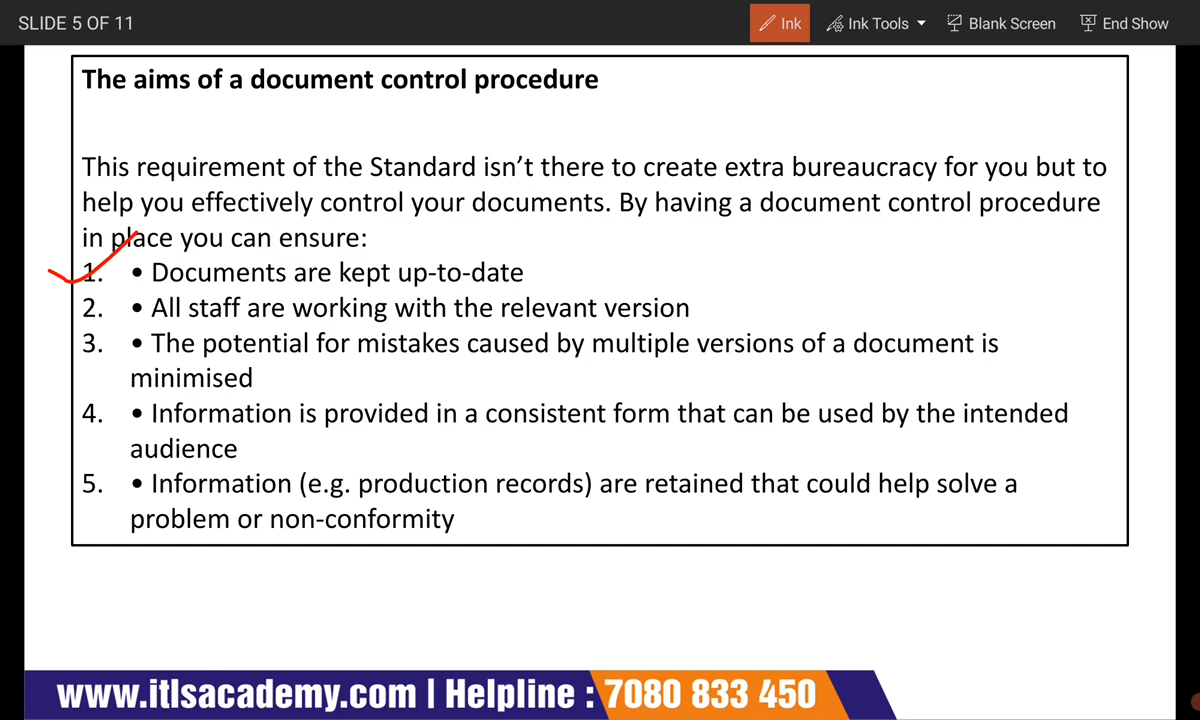 SLIDE 5 OF 11
Ink
Ink Tools
Blank Screen
End Show
The aims of a document control procedure
This requirement of the Standard isn’t there to create extra bureaucracy for you but to
help you effectively control your documents. By having a document control procedure
in place you can ensure:
1. • Documents are kept up-to-date
2. • All staff are working with the relevant version
3. • The potential for mistakes caused by multiple versions of a document is
minimised
4. • Information is provided in a consistent form that can be used by the intended
audience
5. • Information (e.g. production records) are retained that could help solve a
problem or non-conformity
www.itlsacademy.com | Helpline : 7080 833 450